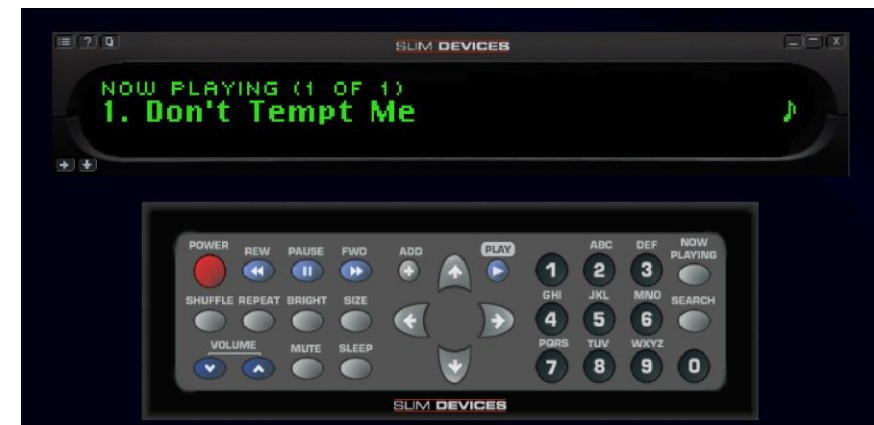 ? Q SLIM DEVICES X
NOW PLAYING (1 OF 1)
1. Don't Tempt Me
POWER REW PAUSE FWD ADD PLAY ABC DEF NOW PLAYING
1 2 3
SHUFFLE REPEAT BRIGHT SIZE GHI JKL MNO SEARCH
4 5 6
VOLUME MUTE SLEEP PQRS TUV WXYZ
7 8 9 0
SLIM DEVICES